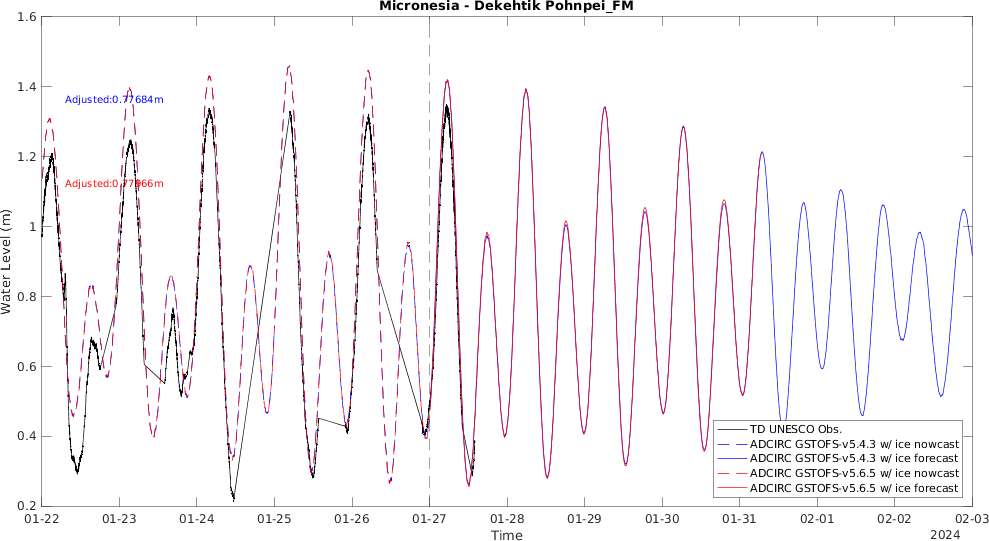 Micronesia - Dekehtik Pohnpei_FM
1.6
1.4
1.2
1
0.8
0.6
0.4
0.2
Water Level (m)
Adjusted:0.77684m
Adjusted:0.77966m
TD UNESCO Obs.
ADCIRC GSTOFS-v5.4.3 w/ ice nowcast
ADCIRC GSTOFS-v5.4.3 w/ ice forecast
ADCIRC GSTOFS-v5.6.5 w/ ice nowcast
ADCIRC GSTOFS-v5.6.5 w/ ice forecast
01-22 01-23 01-24 01-25 01-26 01-27 01-28 01-29 01-30 01-31 02-01 02-02 02-03
Time
2024